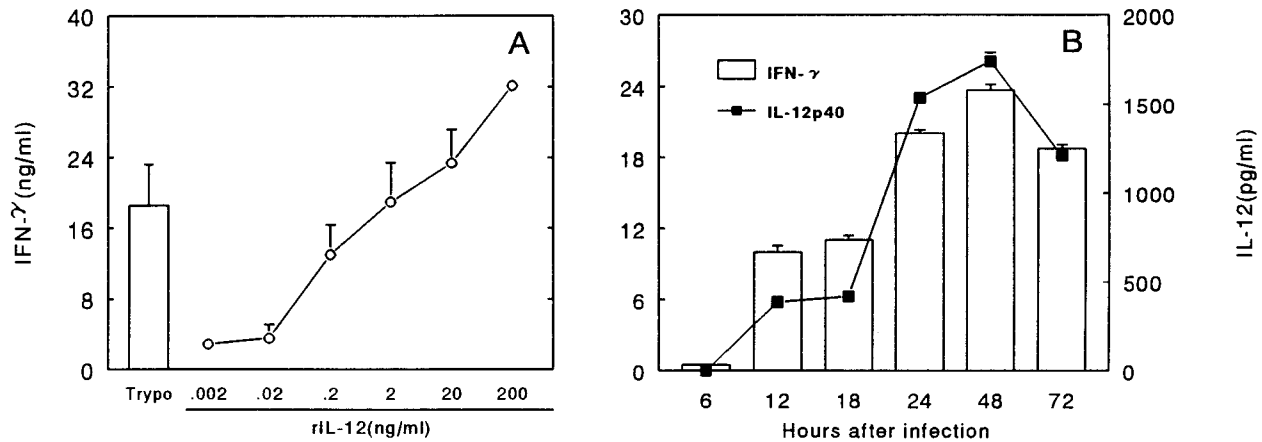 A
40
32
24
16
8
0
IFN-γ (ng/ml)
Trypo .002 .02 .2 2 20 200
rIL-12(ng/ml)
B
30
24
18
12
6
0
IFN- γ
IL-12p40
2000
1500
1000
500
0
IL-12(pg/ml)
6 12 18 24 48 72
Hours after infection